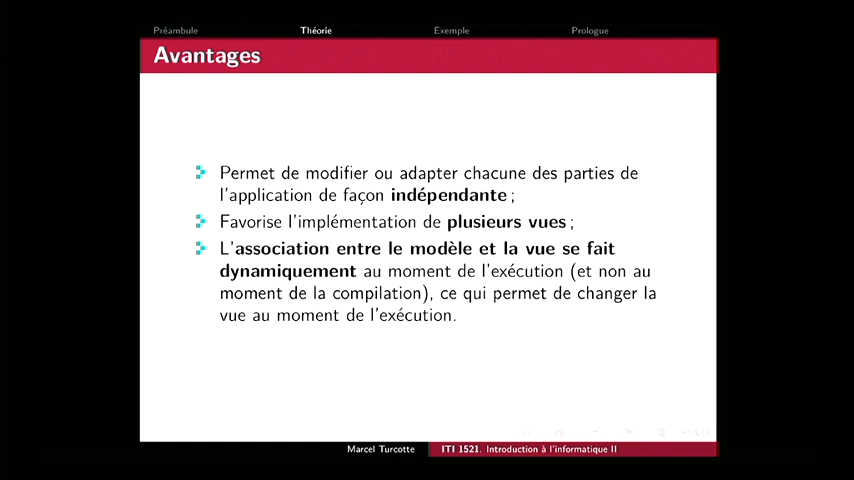 Préambule Théorie Exemple Prologue
Avantages
Permet de modifier ou adapter chacune des parties de
l'application de façon indépendante ;
Favorise l'implémentation de plusieurs vues ;
L'association entre le modèle et la vue se fait
dynamiquement au moment de l'exécution (et non au
moment de la compilation), ce qui permet de changer la
vue au moment de l'exécution.
Marcel Turcotte ITI 1521. Introduction à l'informatique II